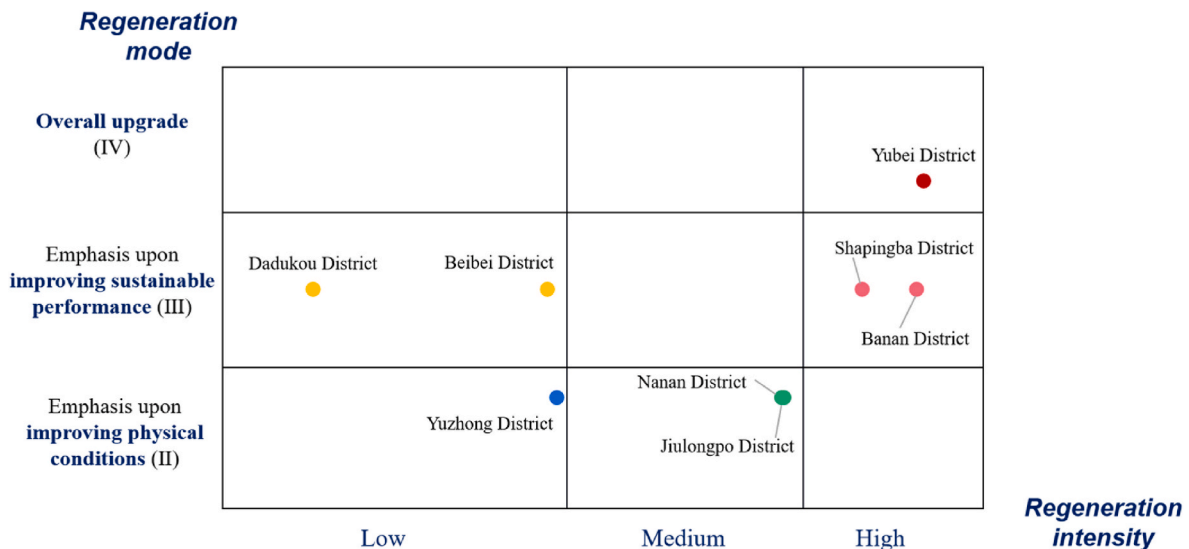 Regeneration
mode
Overall upgrade
(IV)
Yubei District
Emphasis upon
improving sustainable
performance (III)
Dadukou District
Beibei District
Shapingba District
Banan District
Emphasis upon
improving physical
conditions (II)
Yuzhong District
Nanan District
Jiulongpo District
Low
Medium
High
Regeneration
intensity